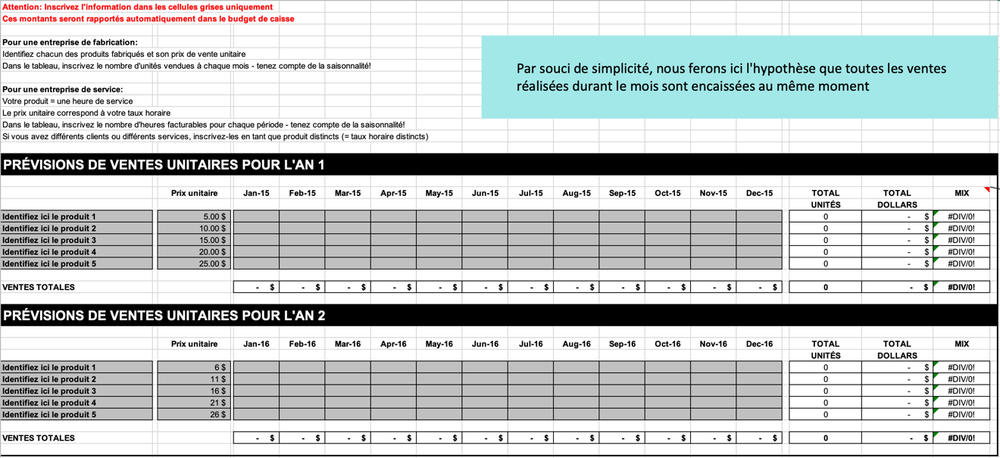 Attention: Inscrivez l'information dans les cellules grises uniquement
Ces montants seront rapportés automatiquement dans le budget de caisse
Pour une entreprise de fabrication:
Identifiez chacun des produits fabriqués et son prix de vente unitaire
Dans le tableau, inscrivez le nombre d'unités vendues à chaque mois - tenez compte de la saisonnalité!
Par souci de simplicité, nous ferons ici l'hypothèse que toutes les ventes
réalisées durant le mois sont encaissées au même moment
Pour une entreprise de service:
Votre produit = une heure de service
Le prix unitaire correspond à votre taux horaire
Dans le tableau, inscrivez le nombre d'heures facturables pour chaque période - tenez compte de la saisonnalité!
Si vous avez différents clients ou différents services, inscrivez-les en tant que produit distincts (= taux horaire distincts)
PRÉVISIONS DE VENTES UNITAIRES POUR L'AN 1
Prix unitaire Jan-15 Feb-15 Mar-15 Apr-15 May-15 Jun-15 Jul-15 Aug-15 Sep-15 Oct-15 Nov-15 Dec-15 TOTAL TOTAL MIX
UNITÉS DOLLARS
Identifiez ici le produit 1 5.00 $ 0 - $ #DIV/0!
Identifiez ici le produit 2 10.00 $ 0 - $ #DIV/0!
Identifiez ici le produit 3 15.00 $ 0 - $ #DIV/0!
Identifiez ici le produit 4 20.00 $ 0 - $ #DIV/0!
Identifiez ici le produit 5 25.00 $ 0 - $ #DIV/0!
VENTES TOTALES - $ - $ - $ - $ - $ - $ - $ - $ - $ - $ - $ - $ 0 - $ #DIV/0!
PRÉVISIONS DE VENTES UNITAIRES POUR L'AN 2
Prix unitaire Jan-16 Feb-16 Mar-16 Apr-16 May-16 Jun-16 Jul-16 Aug-16 Sep-16 Oct-16 Nov-16 Dec-16 TOTAL TOTAL MIX
UNITÉS DOLLARS
Identifiez ici le produit 1 6 $ 0 - $ #DIV/0!
Identifiez ici le produit 2 11 $ 0 - $ #DIV/0!
Identifiez ici le produit 3 16 $ 0 - $ #DIV/0!
Identifiez ici le produit 4 21 $ 0 - $ #DIV/0!
Identifiez ici le produit 5 26 $ 0 - $ #DIV/0!
VENTES TOTALES - $ - $ - $ - $ - $ - $ - $ - $ - $ - $ - $ - $ 0 - $ #DIV/0!